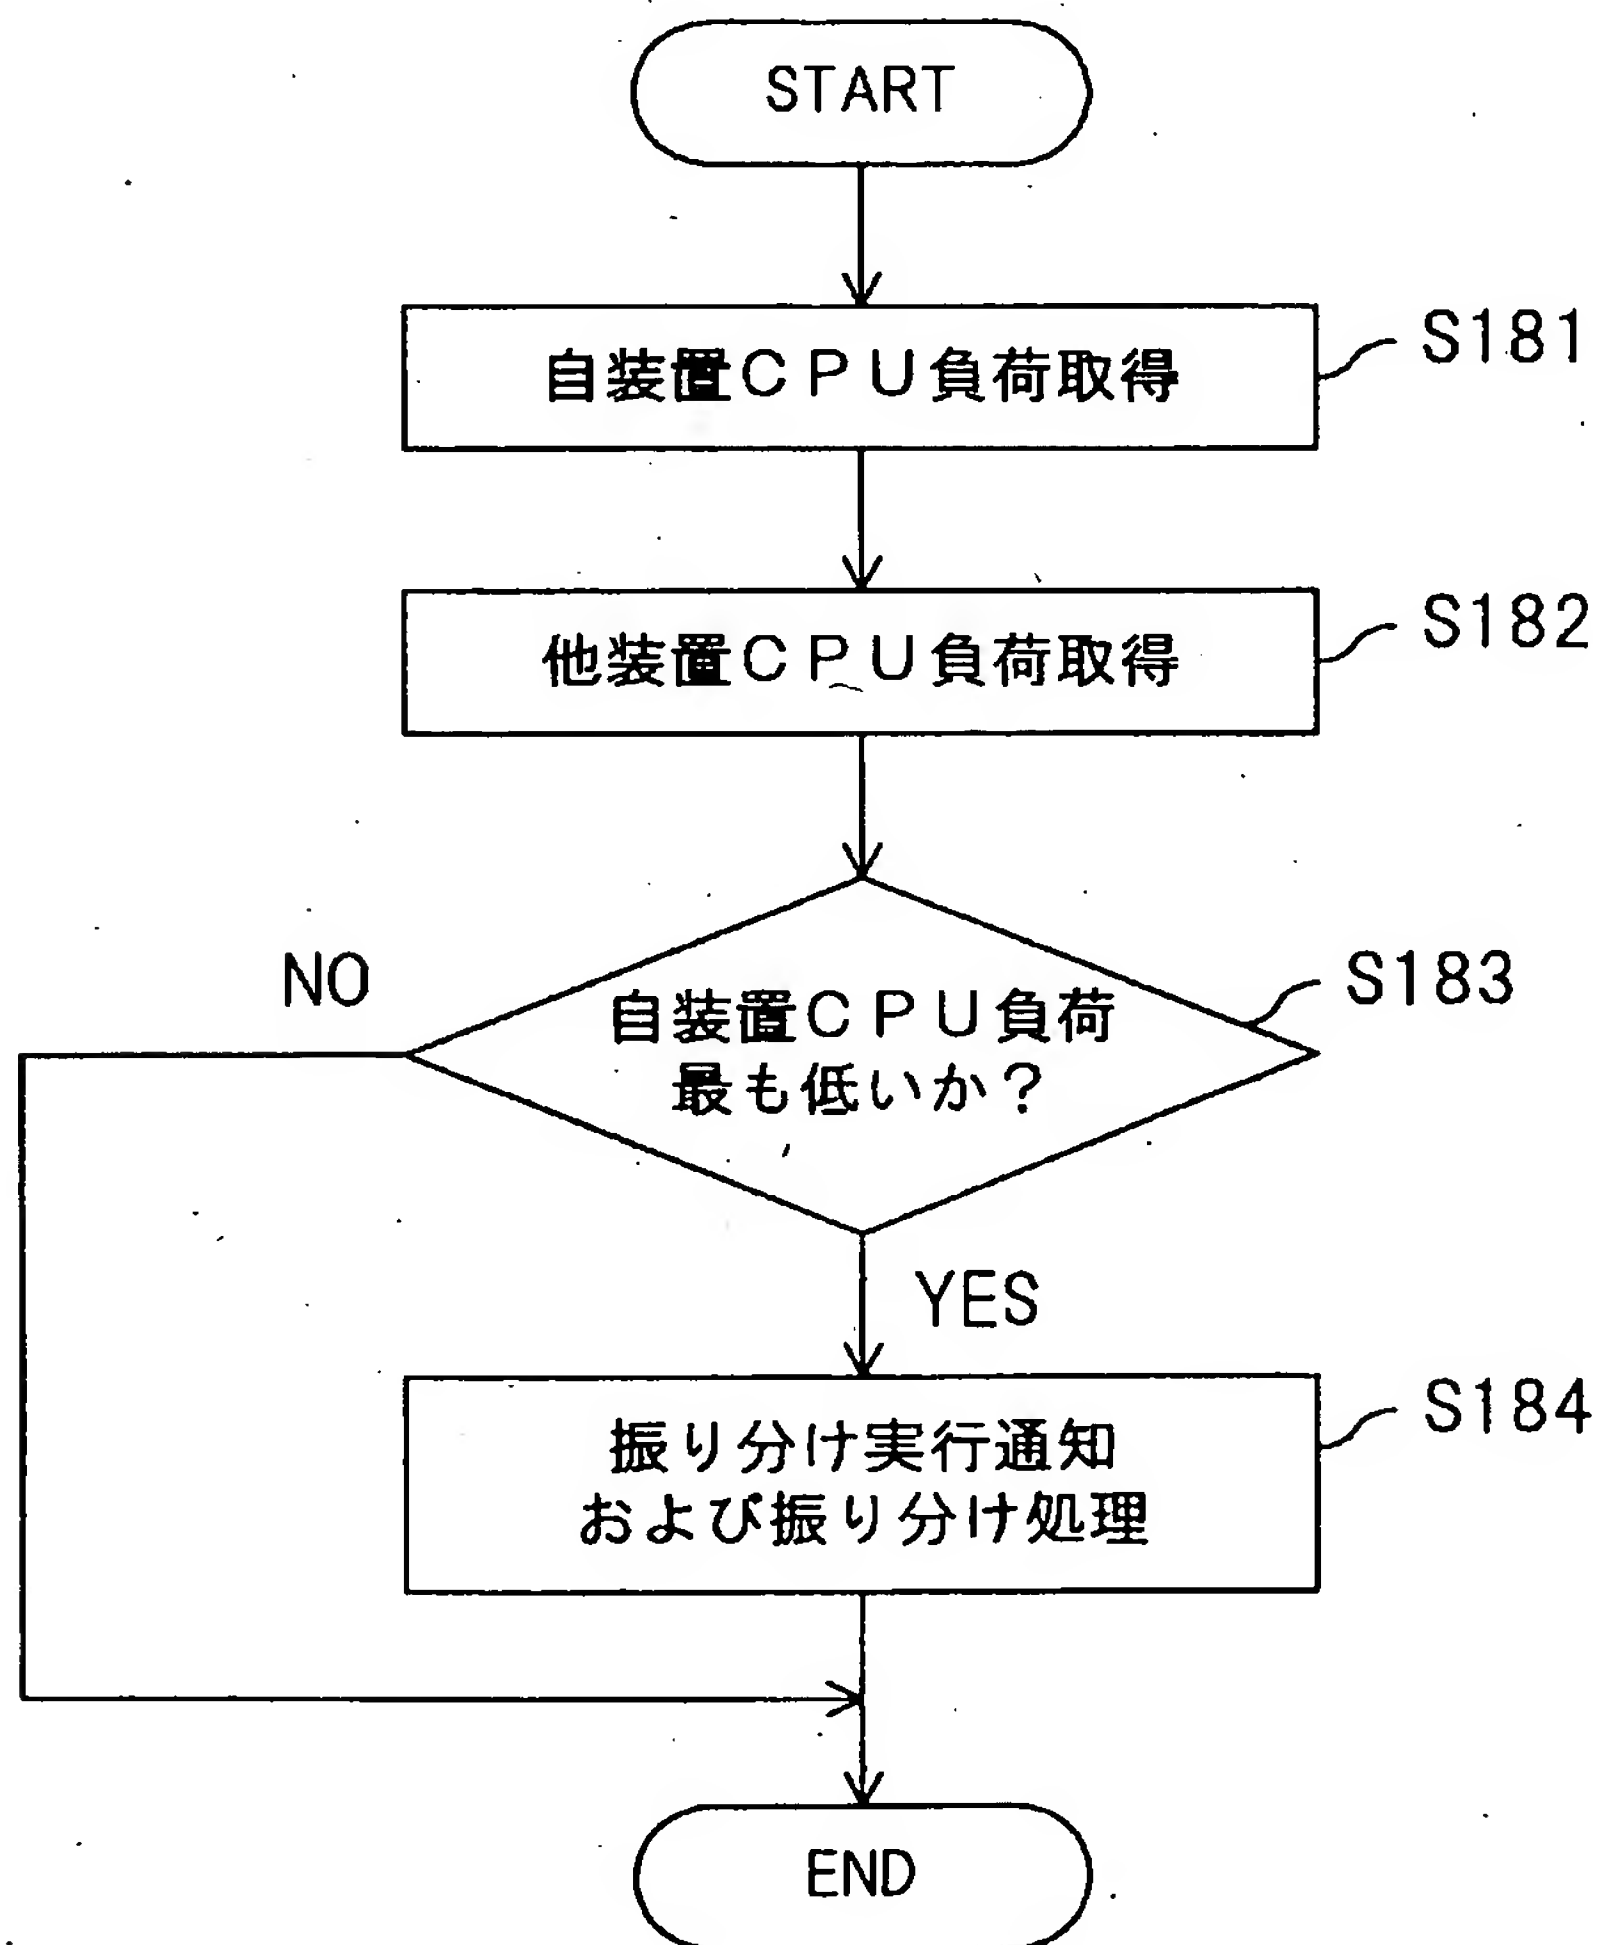 START
自装置ＣＰＵ負荷取得
S181
他装置ＣＰＵ負荷取得
S182
NO
自装置ＣＰＵ負荷
最も低いか？
S183
YES
振り分け実行通知
および振り分け処理
S184
END